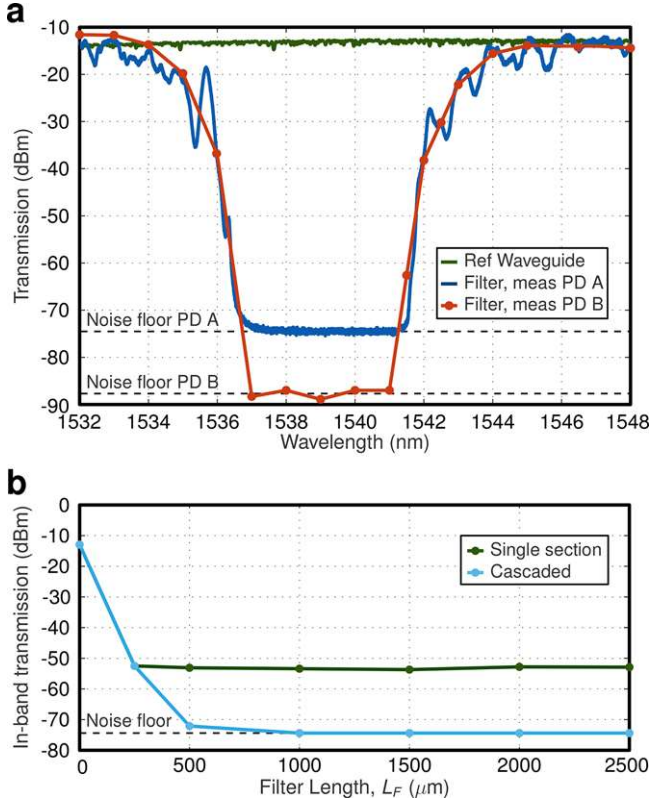 a
-10
-20
-30
-40
-50
-60
-70
-80
-90
Transmission (dBm)
Ref Waveguide
Filter, meas PD A
Filter, meas PD B
Noise floor PD A
Noise floor PD B
1532 1534 1536 1538 1540 1542 1544 1546 1548
Wavelength (nm)
b
0
-10
-20
-30
-40
-50
-60
-70
-80
In-band transmission (dBm)
Single section
Cascaded
Noise floor
0 500 1000 1500 2000 2500
Filter Length, L_F (μm)